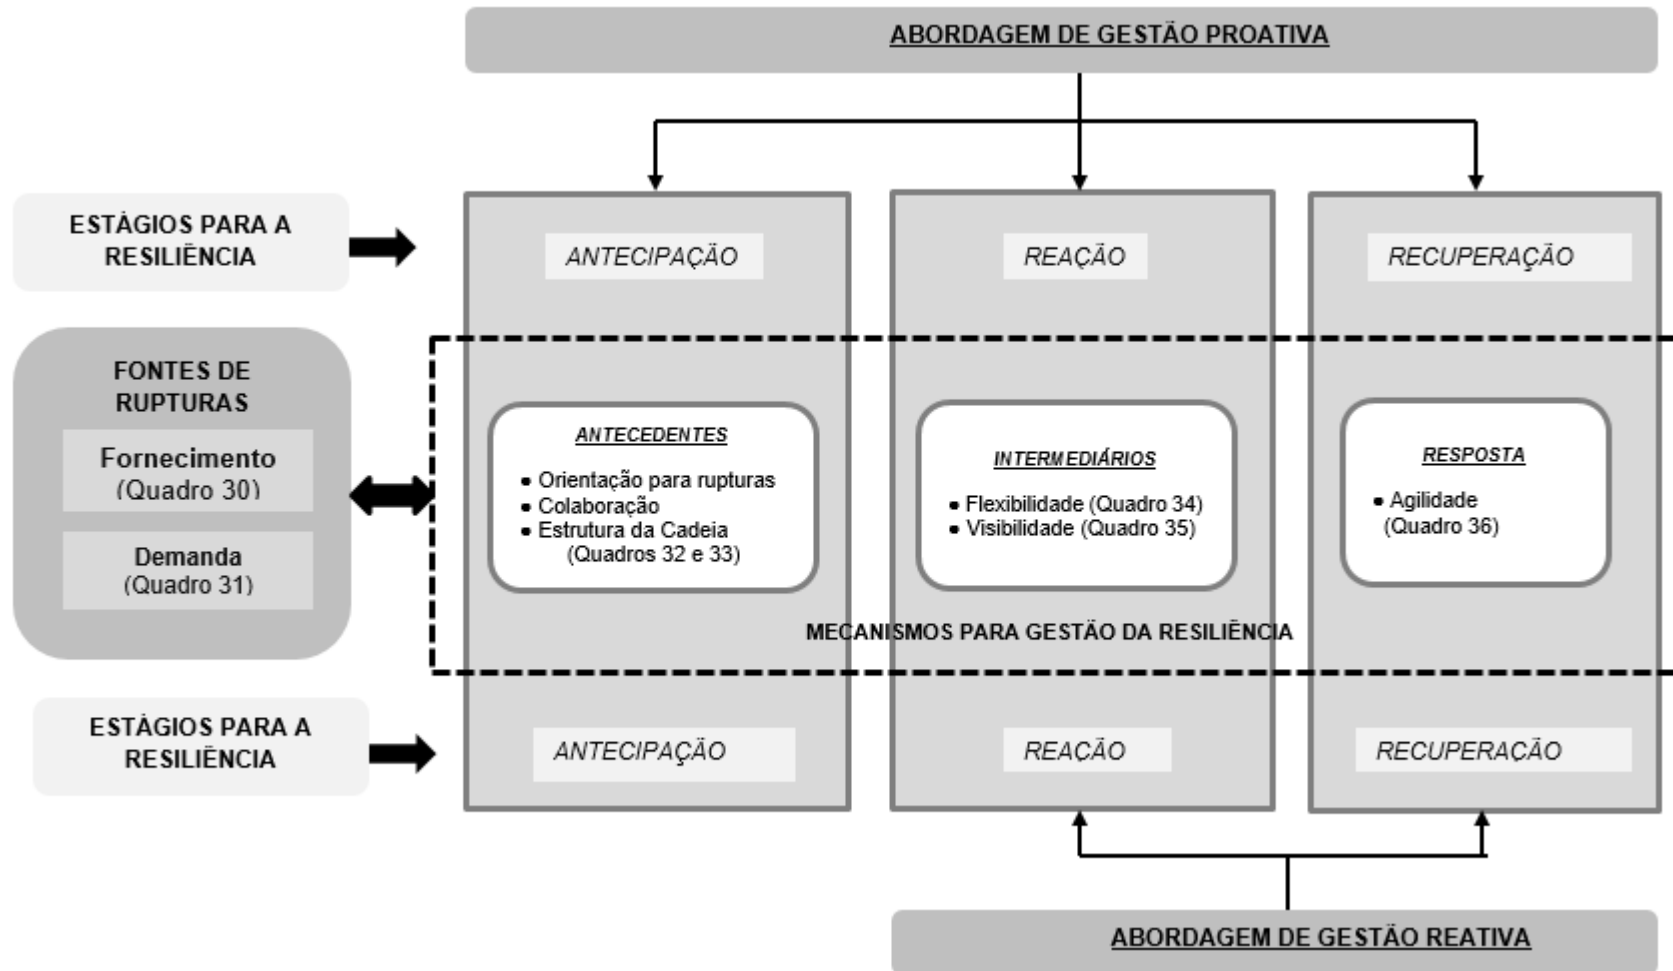 ABORDAGEM DE GESTÃO PROATIVA
ESTÁGIOS PARA A
RESILIÊNCIA
ANTECIPAÇÃO
REAÇÃO
RECUPERAÇÃO
FONTES DE
RUPTURAS
Fornecimento
(Quadro 30)
Demanda
(Quadro 31)
ANTECEDENTES
• Orientação para rupturas
• Colaboração
• Estrutura da Cadeia
(Quadros 32 e 33)
INTERMEDIÁRIOS
• Flexibilidade (Quadro 34)
• Visibilidade (Quadro 35)
RESPOSTA
• Agilidade
(Quadro 36)
MECANISMOS PARA GESTÃO DA RESILIÊNCIA
ESTÁGIOS PARA A
RESILIÊNCIA
ANTECIPAÇÃO
REAÇÃO
RECUPERAÇÃO
ABORDAGEM DE GESTÃO REATIVA